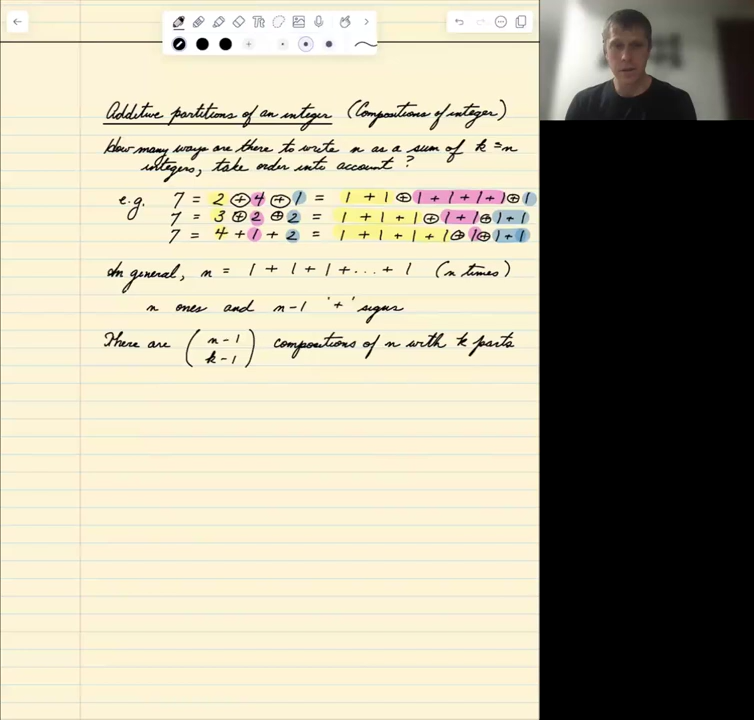 Additive partitions of an integer (Compositions of integer)
How many ways are there to write n as a sum of k ≤ n
integers, take order into account?
e.g. 7 = 2 ⊕ 4 ⊕ 1 = 1 + 1 ⊕ 1 + 1 + 1 + 1 ⊕ 1
7 = 3 ⊕ 2 ⊕ 2 = 1 + 1 + 1 ⊕ 1 + 1 ⊕ 1 + 1
7 = 4 + 1 + 2 = 1 + 1 + 1 + 1 ⊕ 1 ⊕ 1 + 1
In general, n = 1 + 1 + 1 + ... + 1 (n times)
n ones and n-1 '+' signs
There are (n-1 k-1) compositions of n with k parts